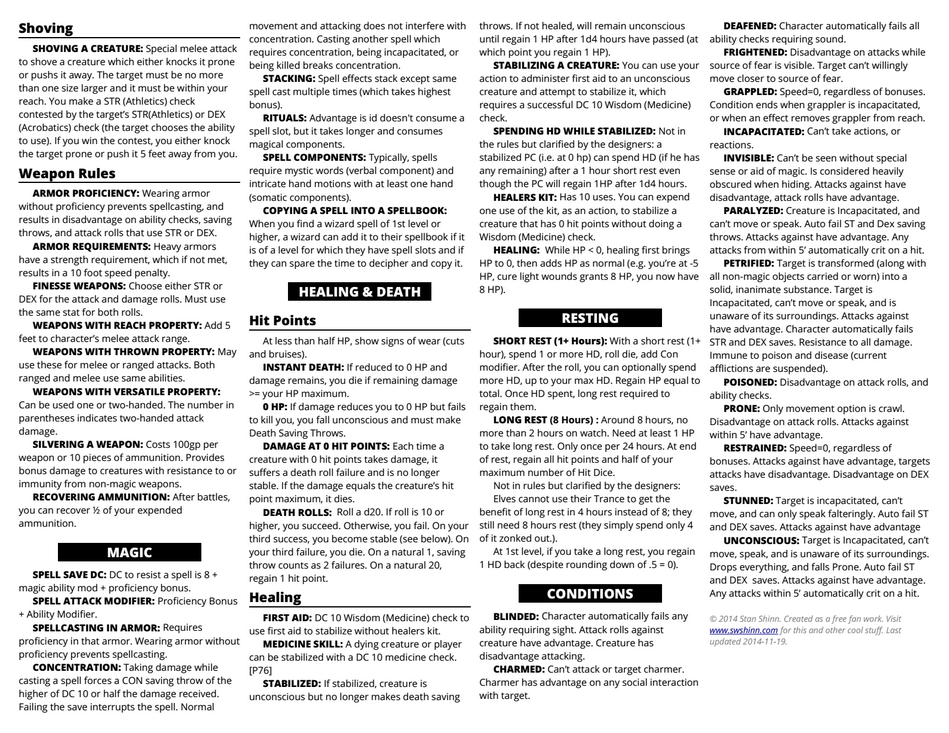 Shoving
SHOVING A CREATURE: Special melee attack
to shove a creature which either knocks it prone
or pushs it away. The target must be no more
than one size larger and it must be within your
reach. You make a STR (Athletics) check
contested by the target's STR(Athletics) or DEX
(Acrobatics) check (the target chooses the ability
to use). If you win the contest, you either knock
the target prone or push it 5 feet away from you.
Weapon Rules
ARMOR PROFICIENCY: Wearing armor
without proficiency prevents spellcasting, and
results in disadvantage on ability checks, saving
throws, and attack rolls that use STR or DEX.
ARMOR REQUIREMENTS: Heavy armors
have a strength requirement, which if not met,
results in a 10 foot speed penalty.
FINESSE WEAPONS: Choose either STR or
DEX for the attack and damage rolls. Must use
the same stat for both rolls.
WEAPONS WITH REACH PROPERTY: Add 5
feet to character's melee attack range.
WEAPONS WITH THROWN PROPERTY: May
use these for melee or ranged attacks. Both
ranged and melee use same abilities.
WEAPONS WITH VERSATILE PROPERTY:
Can be used one or two-handed. The number in
parentheses indicates two-handed attack
damage.
SILVERING A WEAPON: Costs 100gp per
weapon or 10 pieces of ammunition. Provides
bonus damage to creatures with resistance to or
immunity from non-magic weapons.
RECOVERING AMMUNITION: After battles,
you can recover ½ of your expended
ammunition.
MAGIC
SPELL SAVE DC: DC to resist a spell is 8 +
magic ability mod + proficiency bonus.
SPELL ATTACK MODIFIER: Proficiency Bonus
+ Ability Modifier.
SPELLCASTING IN ARMOR: Requires
proficiency in that armor. Wearing armor without
proficiency prevents spellcasting.
CONCENTRATION: Taking damage while
casting a spell forces a CON saving throw of the
higher of DC 10 or half the damage received.
Failing the save interrupts the spell. Normal
movement and attacking does not interfere with
concentration. Casting another spell which
requires concentration, being incapacitated, or
being killed breaks concentration.
STACKING: Spell effects stack except same
spell cast multiple times (which takes highest
bonus).
RITUALS: Advantage is id doesn't consume a
spell slot, but it takes longer and consumes
magical components.
SPELL COMPONENTS: Typically, spells
require mystic words (verbal component) and
intricate hand motions with at least one hand
(somatic components).
COPYING A SPELL INTO A SPELLBOOK:
When you find a wizard spell of 1st level or
higher, a wizard can add it to their spellbook if it
is of a level for which they have spell slots and if
they can spare the time to decipher and copy it.
HEALING & DEATH
Hit Points
At less than half HP, show signs of wear (cuts
and bruises).
INSTANT DEATH: If reduced to 0 HP and
damage remains, you die if remaining damage
>= your HP maximum.
0 HP: If damage reduces you to 0 HP but fails
to kill you, you fall unconscious and must make
Death Saving Throws.
DAMAGE AT 0 HIT POINTS: Each time a
creature with 0 hit points takes damage, it
suffers a death roll failure and is no longer
stable. If the damage equals the creature's hit
point maximum, it dies.
DEATH ROLLS: Roll a d20. If roll is 10 or
higher, you succeed. Otherwise, you fail. On your
third success, you become stable (see below). On
your third failure, you die. On a natural 1, saving
throw counts as 2 failures. On a natural 20,
regain 1 hit point.
Healing
FIRST AID: DC 10 Wisdom (Medicine) check to
use first aid to stabilize without healers kit.
MEDICINE SKILL: A dying creature or player
can be stabilized with a DC 10 medicine check.
[P76]
STABILIZED: If stabilized, creature is
unconscious but no longer makes death saving
throws. If not healed, will remain unconscious
until regain 1 HP after 1d4 hours have passed (at
which point you regain 1 HP).
STABILIZING A CREATURE: You can use your
action to administer first aid to an unconscious
creature and attempt to stabilize it, which
requires a successful DC 10 Wisdom (Medicine)
check.
SPENDING HD WHILE STABILIZED: Not in
the rules but clarified by the designers: a
stabilized PC (i.e. at 0 hp) can spend HD (if he has
any remaining) after a 1 hour short rest even
though the PC will regain 1HP after 1d4 hours.
HEALERS KIT: Has 10 uses. You can expend
one use of the kit, as an action, to stabilize a
creature that has 0 hit points without doing a
Wisdom (Medicine) check.
HEALING: While HP < 0, healing first brings
HP to 0, then adds HP as normal (e.g. you're at -5
HP, cure light wounds grants 8 HP, you now have
8 HP).
RESTING
SHORT REST (1+ Hours): With a short rest (1+
hour), spend 1 or more HD, roll die, add Con
modifier. After the roll, you can optionally spend
more HD, up to your max HD. Regain HP equal to
total. Once HD spent, long rest required to
regain them.
LONG REST (8 Hours) : Around 8 hours, no
more than 2 hours on watch. Need at least 1 HP
to take long rest. Only once per 24 hours. At end
of rest, regain all hit points and half of your
maximum number of Hit Dice.
Not in rules but clarified by the designers:
Elves cannot use their Trance to get the
benefit of long rest in 4 hours instead of 8; they
still need 8 hours rest (they simply spend only 4
of it zonked out.).
At 1st level, if you take a long rest, you regain
1 HD back (despite rounding down of .5 = 0).
CONDITIONS
BLINDED: Character automatically fails any
ability requiring sight. Attack rolls against
creature have advantage. Creature has
disadvantage attacking.
CHARMED: Can't attack or target charmer.
Charmer has advantage on any social interaction
with target.
DEAFENED: Character automatically fails all
ability checks requiring sound.
FRIGHTENED: Disadvantage on attacks while
source of fear is visible. Target can't willingly
move closer to source of fear.
GRAPPLED: Speed=0, regardless of bonuses.
Condition ends when grappler is incapacitated,
or when an effect removes grappler from reach.
INCAPACITATED: Can't take actions, or
reactions.
INVISIBLE: Can't be seen without special
sense or aid of magic. Is considered heavily
obscured when hiding. Attacks against have
disadvantage, attack rolls have advantage.
PARALYZED: Creature is Incapacitated, and
can't move or speak. Auto fail ST and Dex saving
throws. Attacks against have advantage. Any
attacks from within 5' automatically crit on a hit.
PETRIFIED: Target is transformed (along with
all non-magic objects carried or worn) into a
solid, inanimate substance. Target is
Incapacitated, can't move or speak, and is
unaware of its surroundings. Attacks against
have advantage. Character automatically fails
STR and DEX saves. Resistance to all damage.
Immune to poison and disease (current
afflictions are suspended).
POISONED: Disadvantage on attack rolls, and
ability checks.
PRONE: Only movement option is crawl.
Disadvantage on attack rolls. Attacks against
within 5' have advantage.
RESTRAINED: Speed=0, regardless of
bonuses. Attacks against have advantage, targets
attacks have disadvantage. Disadvantage on DEX
saves.
STUNNED: Target is incapacitated, can't
move, and can only speak falteringly. Auto fail ST
and DEX saves. Attacks against have advantage
UNCONSCIOUS: Target is Incapacitated, can't
move, speak, and is unaware of its surroundings.
Drops everything, and falls Prone. Auto fail ST
and DEX saves. Attacks against have advantage.
Any attacks within 5' automatically crit on a hit.
© 2014 Stan Shinn. Created as a free fan work. Visit
www.swshinn.com for this and other cool stuff. Last
updated 2014-11-19.